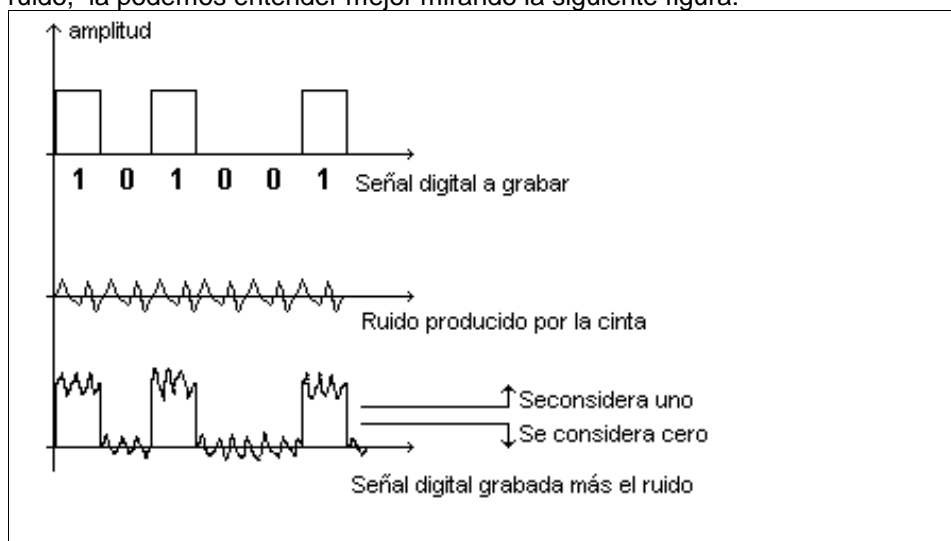 ruido, la podemos entender mejor mirando la siguiente figura:
amplitud
1 0 1 0 0 1
Señal digital a grabar
Ruido producido por la cinta
Seconsidera uno
Se considera cero
Señal digital grabada más el ruido